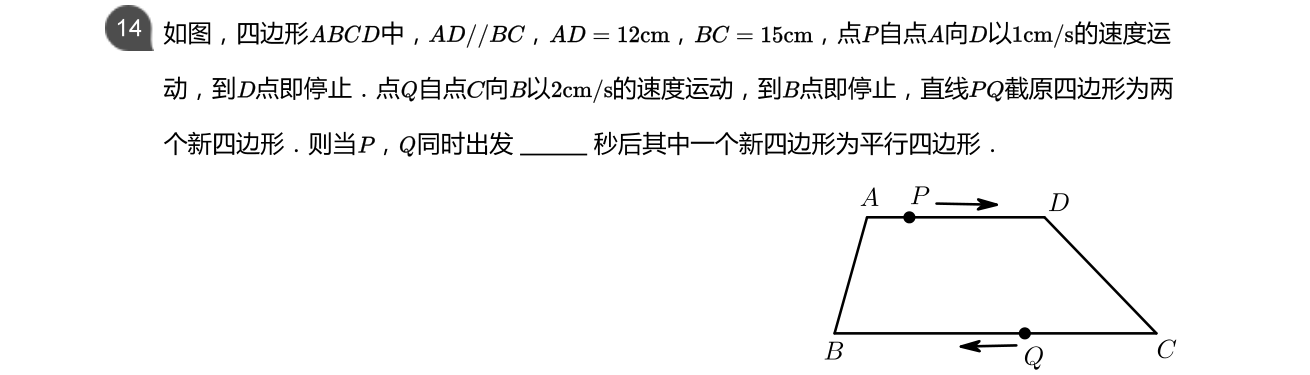 14 如图，四边形ABCD中，AD//BC，AD = 12cm，BC = 15cm，点P自点A向D以1cm/s的速度运
动，到D点即停止．点Q自点C向B以2cm/s的速度运动，到B点即停止，直线PQ截原四边形为两
个新四边形．则当P，Q同时出发 _____ 秒后其中一个新四边形为平行四边形．
A P D
B Q C